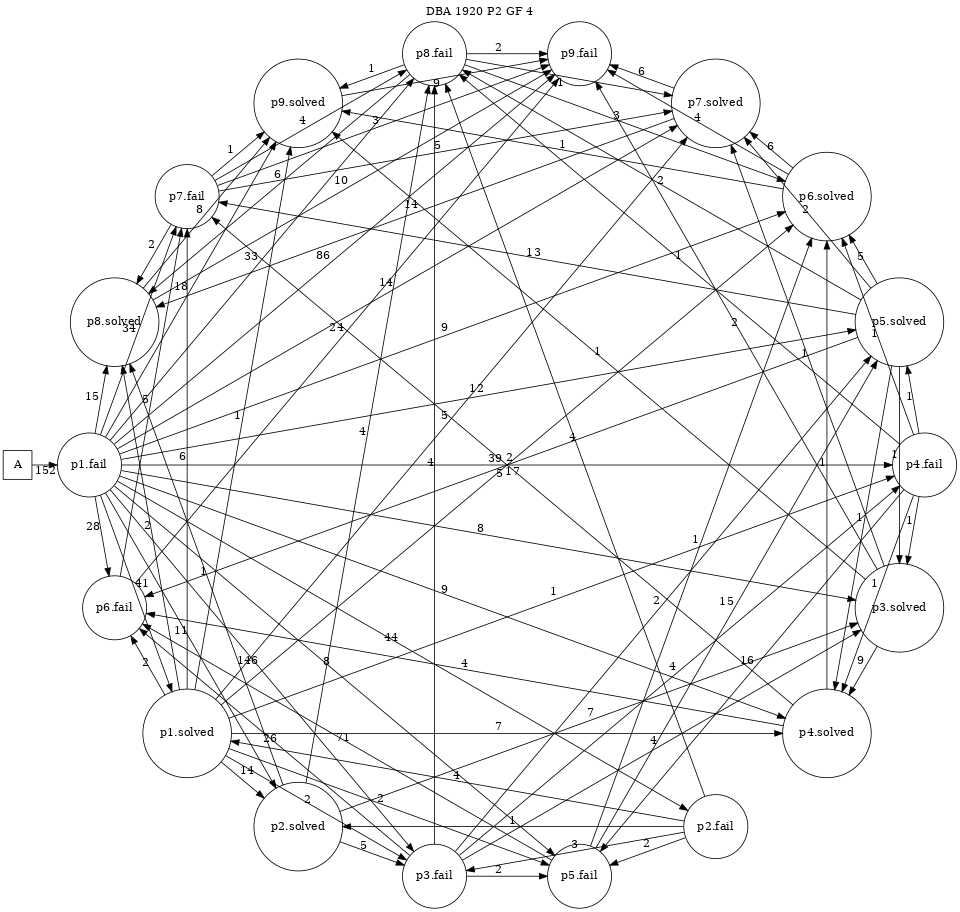 DBA 1920 P2 GF 4
p8.fail 2 p9.fail
p9.solved 1 9 1 6 p7.solved
4 3 3 4
1 5 1 6
p7.fail 6 10 2 p6.solved
8 14 2
2 33 86 13 1 5
18 14
p8.solved p5.solved
34 24 9 2 1
1 1
15 5 12 1
1 5 4
4
p1.fail 6 4 39 2 1 p4.fail
A 152 5 17
28 2 8 1 1
1
p6.fail 41 9 1 1 p3.solved
2 15
11 44
2 146 8 4 4 16 9
p1.solved 7 7 p4.solved
26 71 4
14 4
2 2
p2.solved 1 p2.fail
5 3 2
p3.fail 2 p5.fail